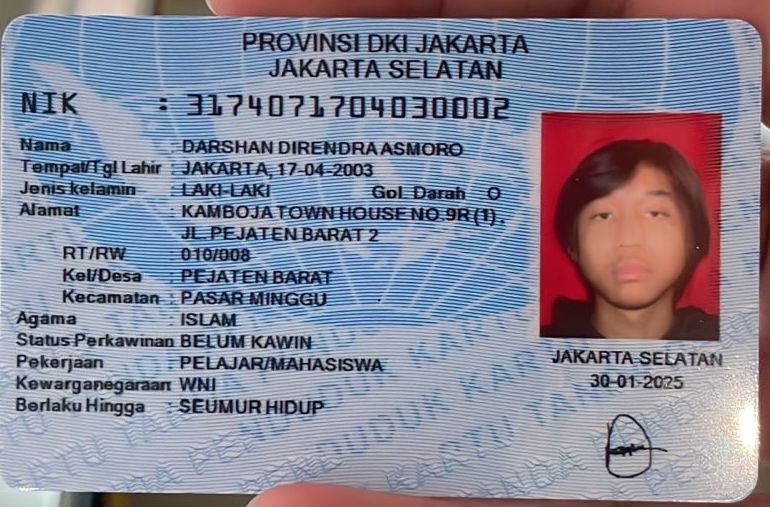 PROVINSI DKI JAKARTA
JAKARTA SELATAN
NIK : 3174071704030002
Nama : DARSHAN DIRENDRA ASMORO
Tempat/Tgl Lahir : JAKARTA, 17-04-2003
Jenis kelamin : LAKI-LAKI Gol. Darah O
Alamat : KAMBOJA TOWN HOUSE NO.9R (1),
JL. PEJATEN BARAT 2
RT/RW : 010/008
Kel/Desa : PEJATEN BARAT
Kecamatan : PASAR MINGGU
Agama : ISLAM
Status Perkawinan BELUM KAWIN
Pekerjaan : PELAJAR/MAHASISWA
Kewarganegaraan WNI
Berlaku Hingga : SEUMUR HIDUP
JAKARTA SELATAN
30-01-2025